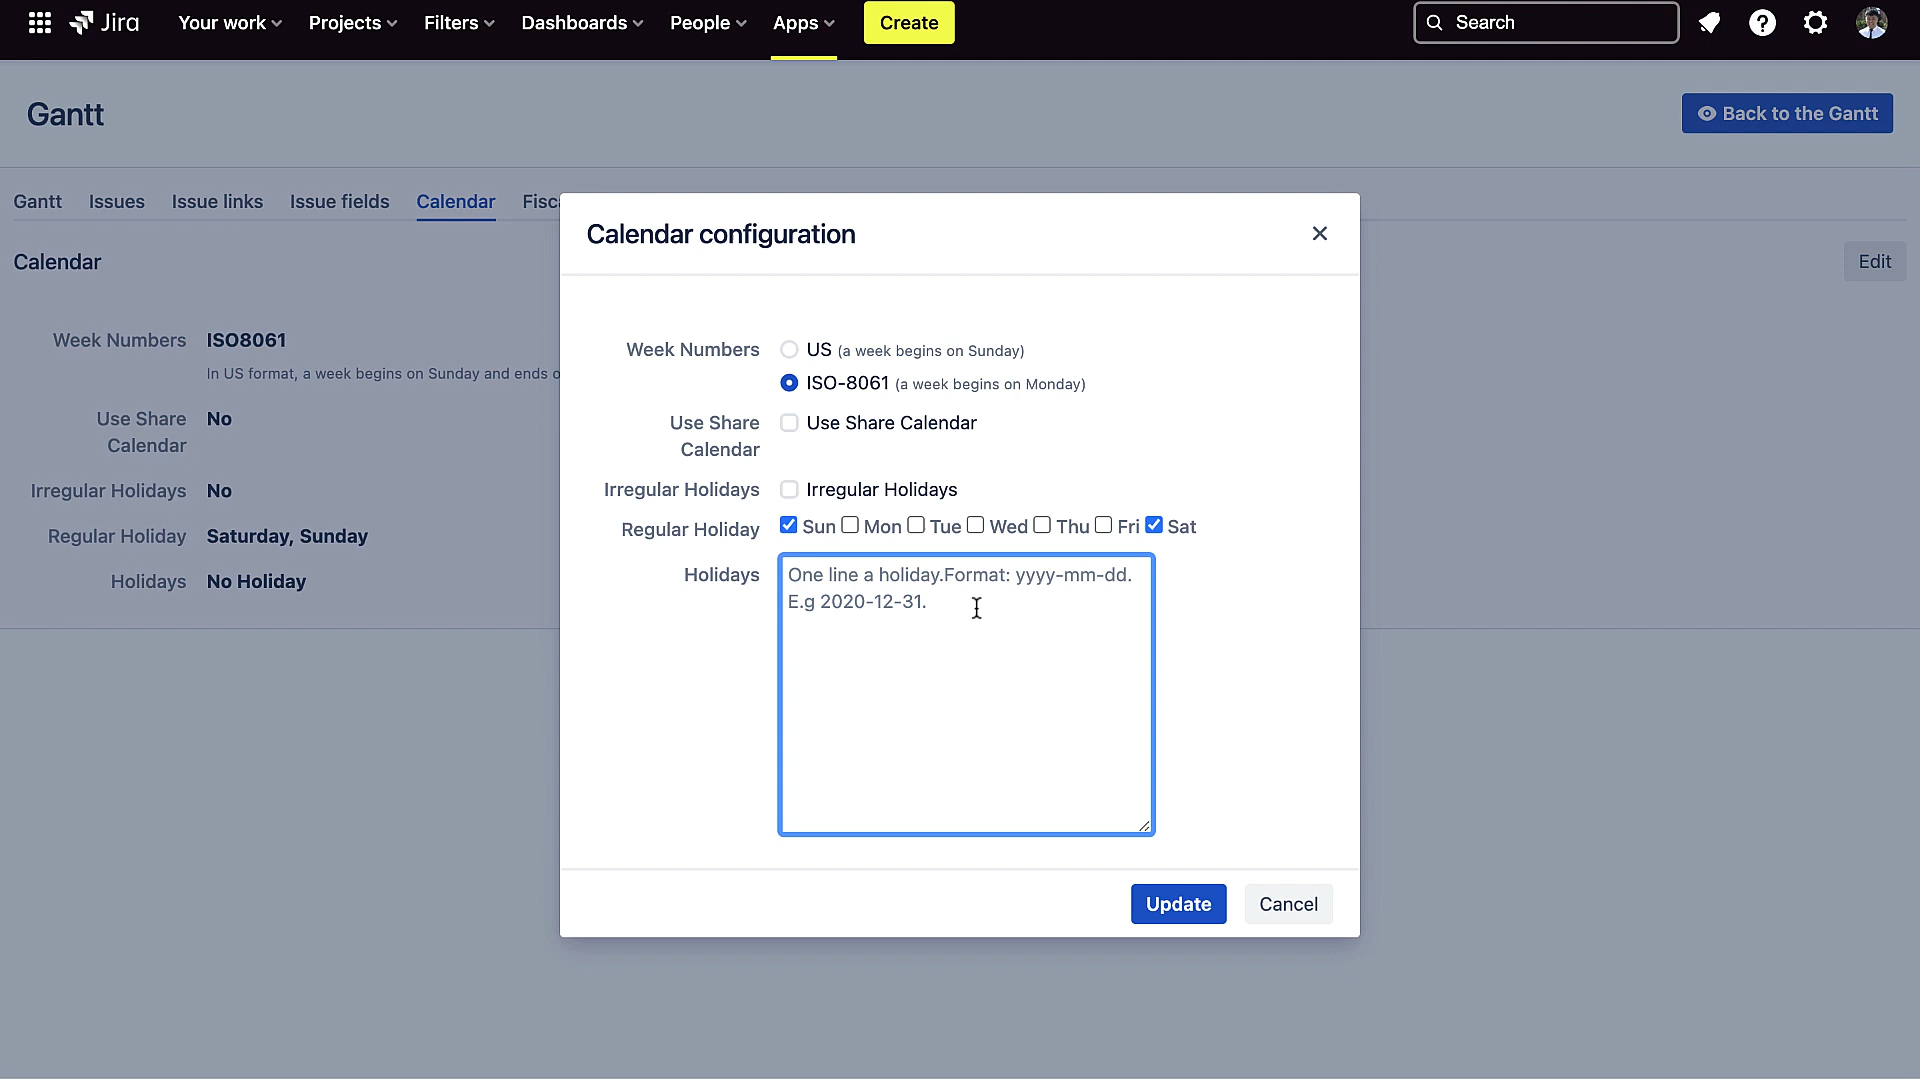 Jira Your work Projects Filters Dashboards People Apps Create Search
Gantt
Back to the Gantt
Gantt Issues Issue links Issue fields Calendar Fisca
Calendar
Edit
Week Numbers ISO8061
In US format, a week begins on Sunday and ends o
Use Share Calendar No
Irregular Holidays No
Regular Holiday Saturday, Sunday
Holidays No Holiday
Calendar configuration
Week Numbers US (a week begins on Sunday)
ISO-8061 (a week begins on Monday)
Use Share Calendar Use Share Calendar
Irregular Holidays Irregular Holidays
Regular Holiday Sun Mon Tue Wed Thu Fri Sat
Holidays One line a holiday.Format: yyyy-mm-dd.
E.g 2020-12-31.
Update Cancel